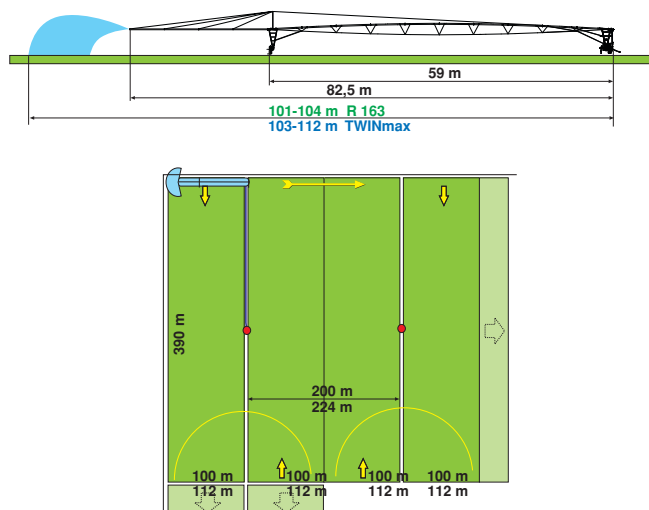 59 m
82,5 m
101-104 m R 163
103-112 m TWINmax
390 m
200 m
224 m
100 m 100 m 100 m 100 m
112 m 112 m 112 m 112 m